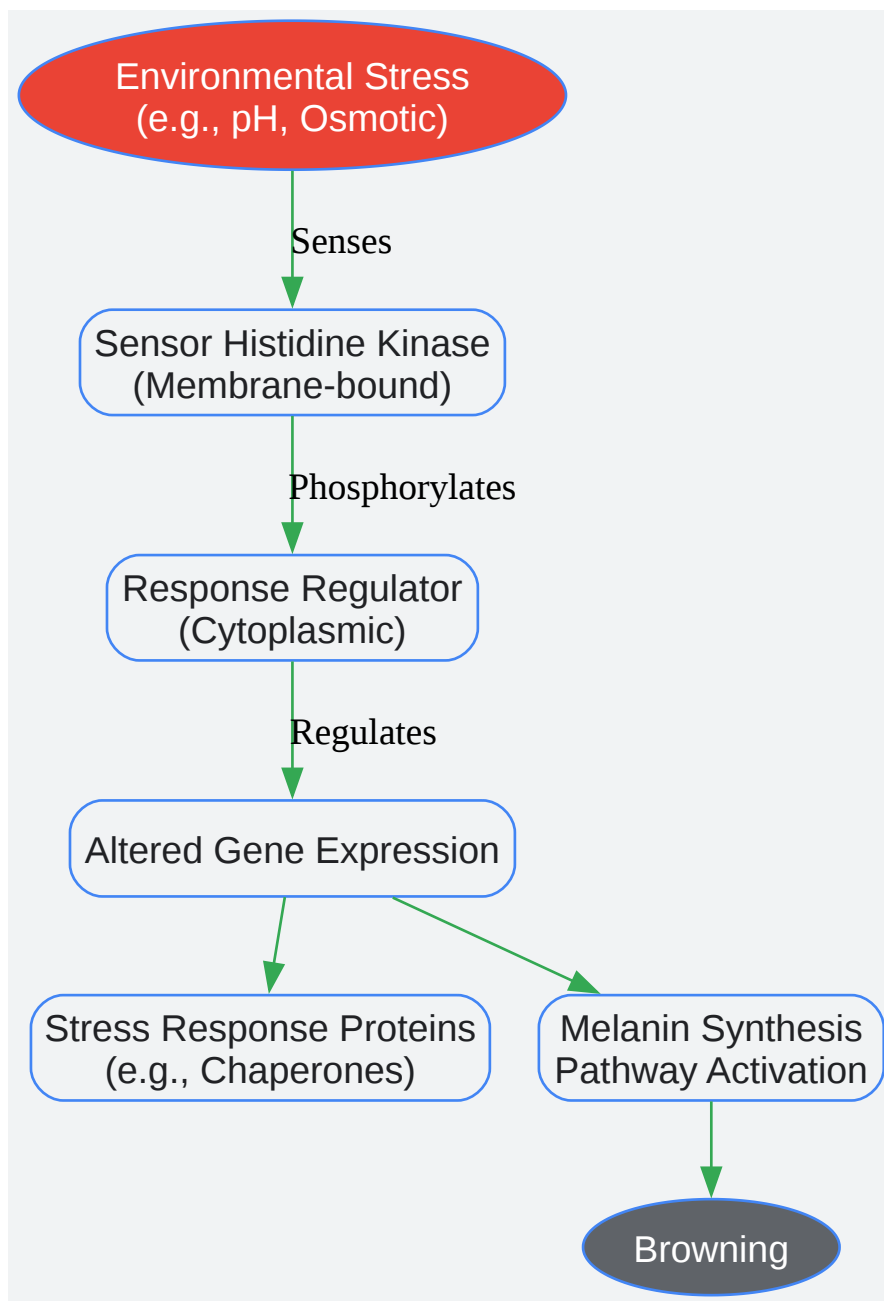 Environmental Stress
(e.g., pH, Osmotic)
Senses
Sensor Histidine Kinase
(Membrane-bound)
Phosphorylates
Response Regulator
(Cytoplasmic)
Regulates
Altered Gene Expression
Stress Response Proteins
(e.g., Chaperones)
Melanin Synthesis
Pathway Activation
Browning